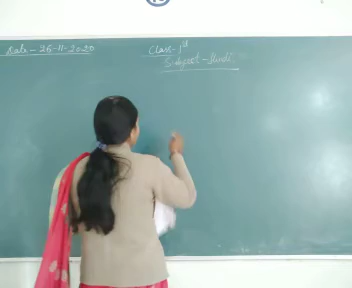 Date - 26-11-2020
Class - 1st
Subject - Hindi